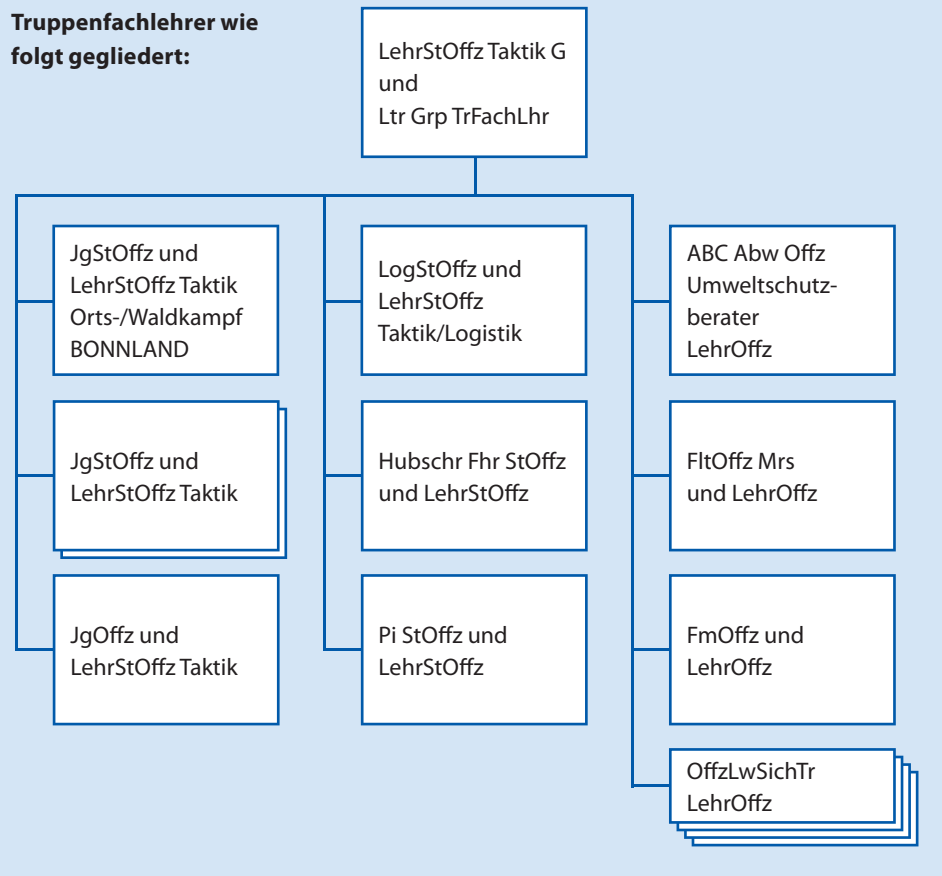 Truppenfachlehrer wie
folgt gegliedert:
LehrStOffz Taktik G
und
Ltr Grp TrFachLhr
JgStOffz und
LehrStOffz Taktik
Orts-/Waldkampf
BONNLAND
LogStOffz und
LehrStOffz
Taktik/Logistik
ABC Abw Offz
Umweltschutz-
berater
LehrOffz
JgStOffz und
LehrStOffz Taktik
Hubschr Fhr StOffz
und LehrStOffz
FltOffz Mrs
und LehrOffz
JgOffz und
LehrStOffz Taktik
Pi StOffz und
LehrStOffz
FmOffz und
LehrOffz
OffzLwSichTr
LehrOffz